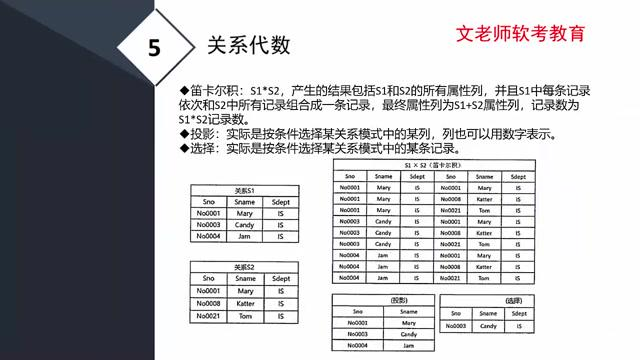 文老师软考教育
5
关系代数
◆笛卡尔积：S1*S2，产生的结果包括S1和S2的所有属性列，并且S1中每条记录
依次和S2中所有记录组合成一条记录，最终属性列为S1+S2属性列，记录数为
S1*S2记录数。
◆投影：实际是按条件选择某关系模式中的某列，列也可以用数字表示。
◆选择：实际是按条件选择某关系模式中的某条记录。
关系S1
Sno Sname Sdept
No0001 Mary IS
No0003 Candy IS
No0004 Jam IS
关系S2
Sno Sname Sdept
No0001 Mary IS
No0008 Katter IS
No0021 Tom IS
S1 × S2（笛卡尔积）
Sno Sname Sdept Sno Sname Sdept
No0001 Mary IS No0001 Mary IS
No0001 Mary IS No0008 Katter IS
No0001 Mary IS No0021 Tom IS
No0003 Candy IS No0001 Mary IS
No0003 Candy IS No0008 Katter IS
No0003 Candy IS No0021 Tom IS
No0004 Jam IS No0001 Mary IS
No0004 Jam IS No0008 Katter IS
No0004 Jam IS No0021 Tom IS
(投影)
Sno Sname
No0001 Mary
No0003 Candy
No0004 Jam
(选择)
Sno Sname Sdept
No0003 Candy IS